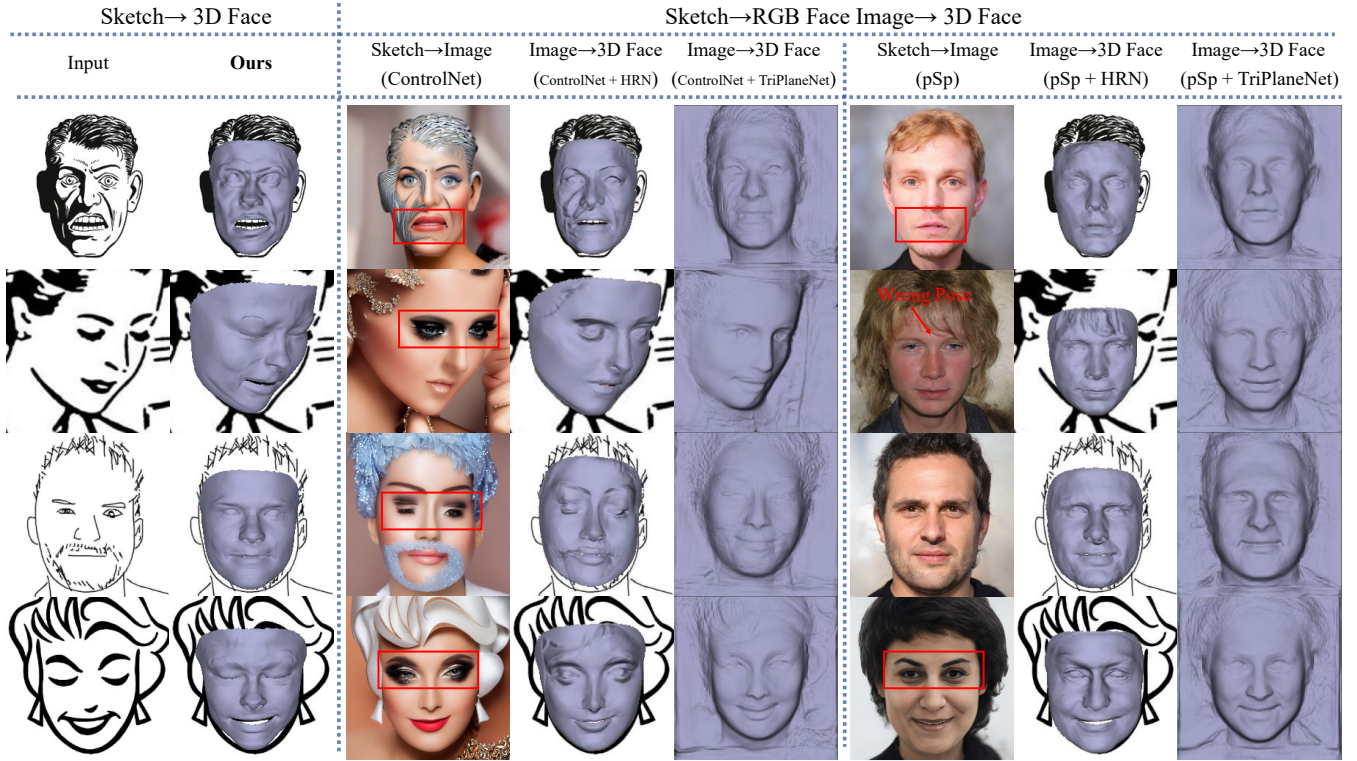 Sketch→ 3D Face
Sketch→RGB Face Image→ 3D Face
Input
Ours
Sketch→Image
(ControlNet)
Image→3D Face
(ControlNet + HRN)
Image→3D Face
(ControlNet + TriPlaneNet)
Sketch→Image
(pSp)
Image→3D Face
(pSp + HRN)
Image→3D Face
(pSp + TriPlaneNet)
Wrong Pose